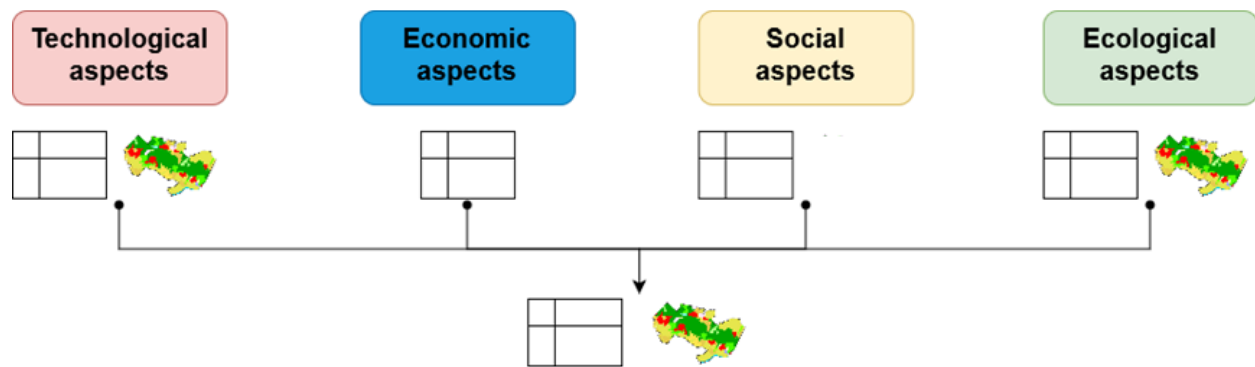 Technological
aspects
Economic
aspects
Social
aspects
Ecological
aspects